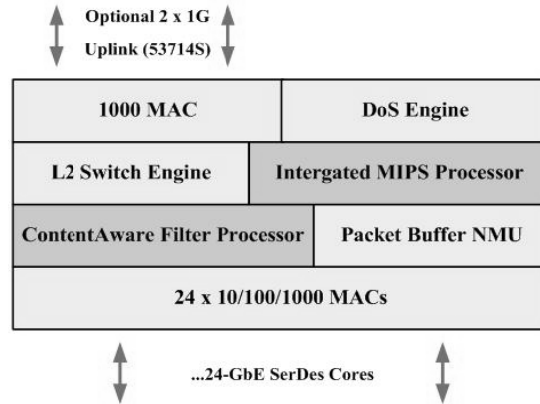 Optional 2 x 1G
Uplink (53714S)
1000 MAC
DoS Engine
L2 Switch Engine
Intergated MIPS Processor
ContentAware Filter Processor
Packet Buffer NMU
24 x 10/100/1000 MACs
...24-GbE SerDes Cores